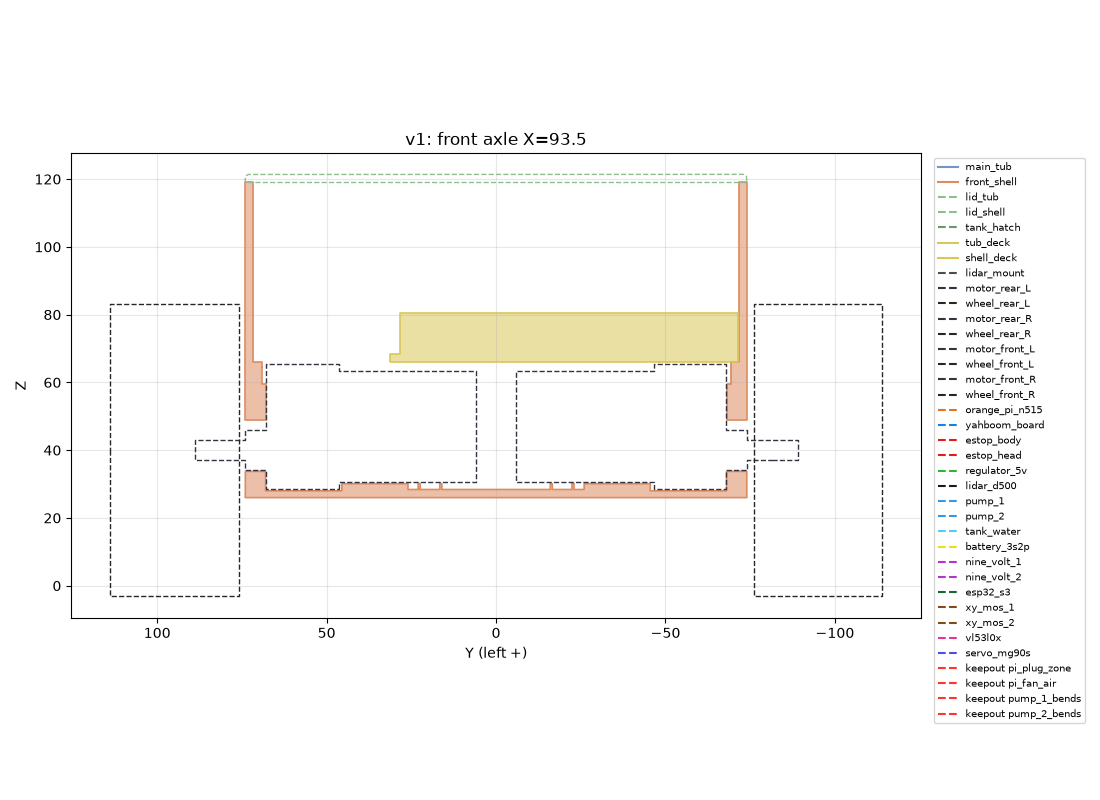 v1: front axle X=93.5
120
100
80
60
40
20
0
Z
100
50
0
−50
−100
Y (left +)
main_tub
front_shell
lid_tub
lid_shell
tank_hatch
tub_deck
shell_deck
lidar_mount
motor_rear_L
wheel_rear_L
motor_rear_R
wheel_rear_R
motor_front_L
wheel_front_L
motor_front_R
wheel_front_R
orange_pi_n515
yahboom_board
estop_body
estop_head
regulator_5v
lidar_d500
pump_1
pump_2
tank_water
battery_3s2p
nine_volt_1
nine_volt_2
esp32_s3
xy_mos_1
xy_mos_2
vl53l0x
servo_mg90s
keepout pi_plug_zone
keepout pi_fan_air
keepout pump_1_bends
keepout pump_2_bends